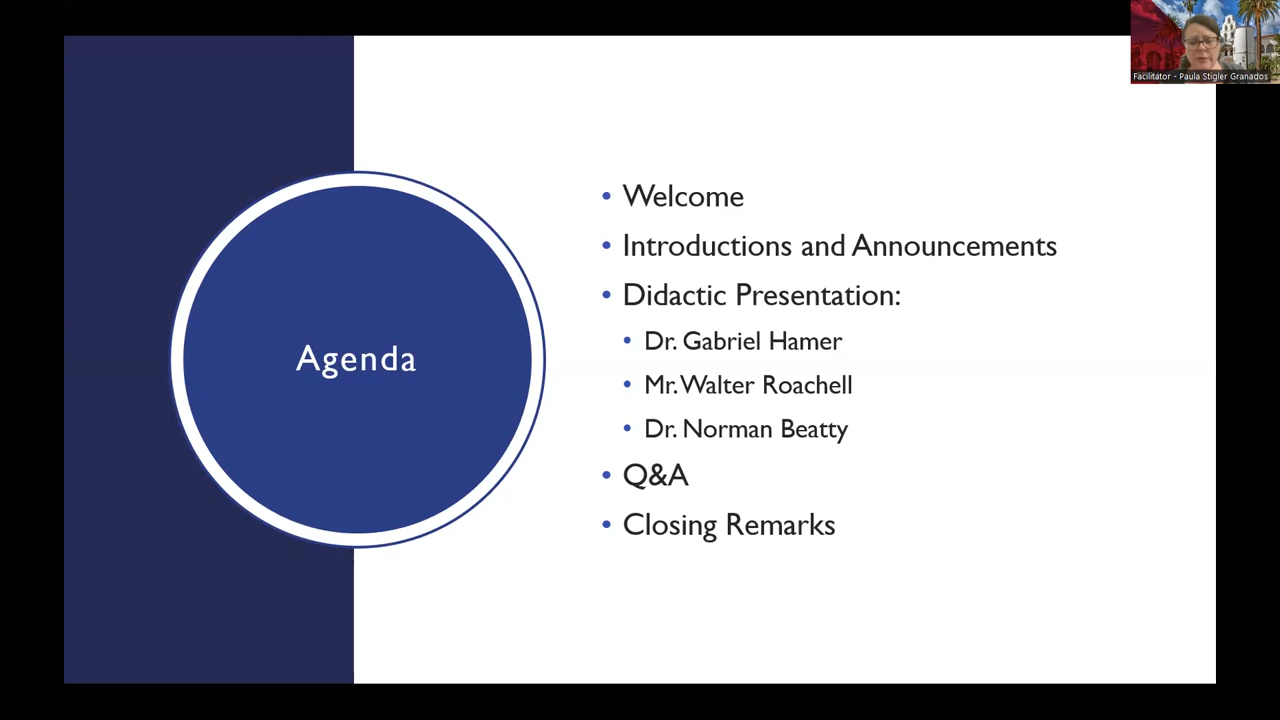 Facilitator - Paula Stigler Granados
Agenda
• Welcome
• Introductions and Announcements
• Didactic Presentation:
• Dr. Gabriel Hamer
• Mr. Walter Roachell
• Dr. Norman Beatty
• Q&A
• Closing Remarks